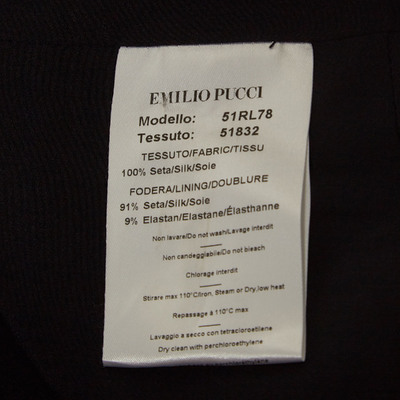 EMILIO PUCCI
Modello: 51RL78
Tessuto: 51832
TESSUTO/FABRIC/TISSU
100% Seta/Silk/Soie
FODERA/LINING/DOUBLURE
91% Seta/Silk/Soie
9% Elastan/Elastane/Élasthanne
Non lavare/Do not wash/Lavage interdit
Non candeggiabile/Do not bleach
Chlorage interdit
Stirare max 110°C/Iron, Steam or Dry,low heat
Repassage à 110°C max
Lavaggio a secco con tetracloroetilene
Dry clean with perchloroethylene